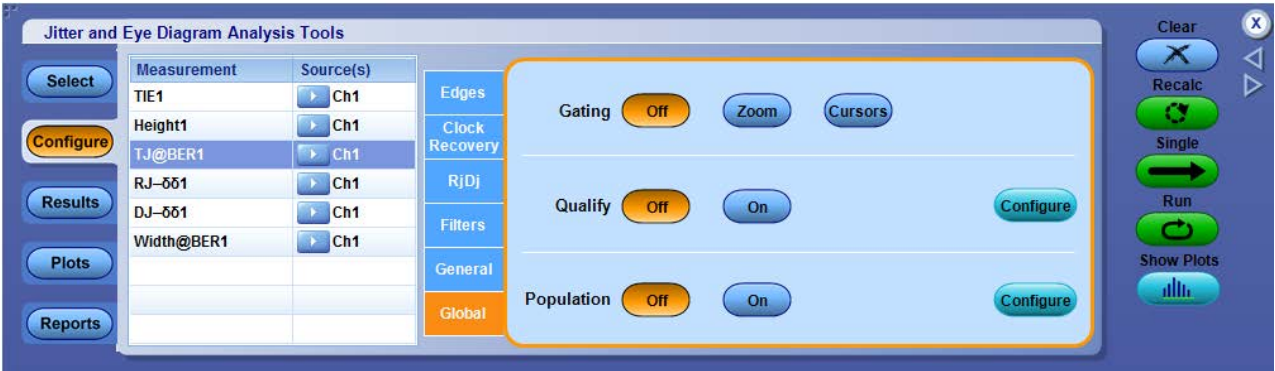 Jitter and Eye Diagram Analysis Tools
Select
Configure
Results
Plots
Reports
Measurement Source(s)
TIE1 Ch1
Height1 Ch1
TJ@BER1 Ch1
RJ–δδ1 Ch1
DJ–δδ1 Ch1
Width@BER1 Ch1
Edges
Clock
Recovery
RjDj
Filters
General
Global
Gating Off Zoom Cursors
Qualify Off On Configure
Population Off On Configure
Clear
X
Recalc
Single
Run
Show Plots